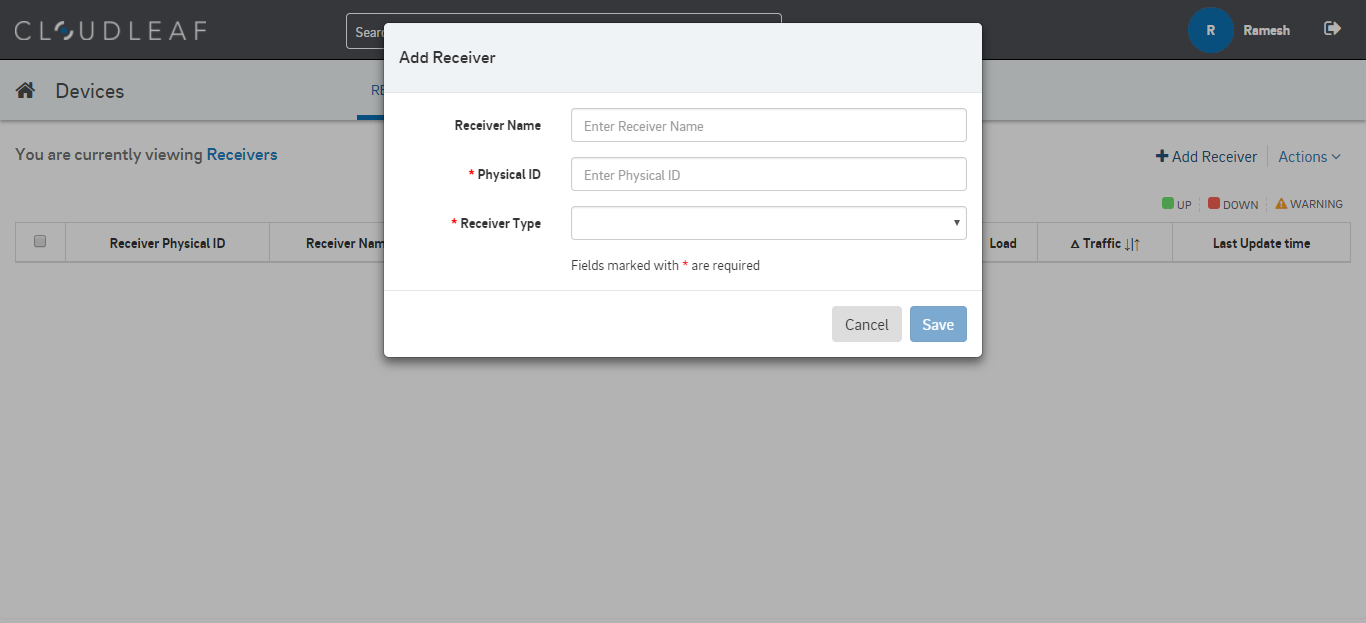 CLOUDLEAF
Sear
R
Ramesh
Add Receiver
Devices
RE
Receiver Name
Enter Receiver Name
You are currently viewing Receivers
+ Add Receiver
Actions
* Physical ID
Enter Physical ID
UP
DOWN
WARNING
* Receiver Type
Receiver Physical ID
Receiver Nam
Load
Δ Traffic ↓|↑
Last Update time
Fields marked with * are required
Cancel
Save